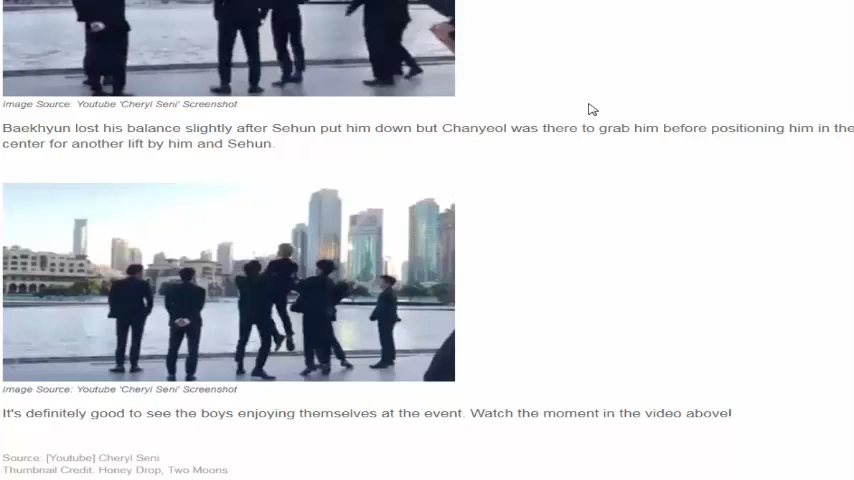 Image Source: Youtube 'Cheryl Seni' Screenshot
Baekhyun lost his balance slightly after Sehun put him down but Chanyeol was there to grab him before positioning him in the
center for another lift by him and Sehun.
Image Source: Youtube 'Cheryl Seni' Screenshot
It's definitely good to see the boys enjoying themselves at the event. Watch the moment in the video above!
Source: [Youtube] Cheryl Seni
Thumbnail Credit: Honey Drop, Two Moons